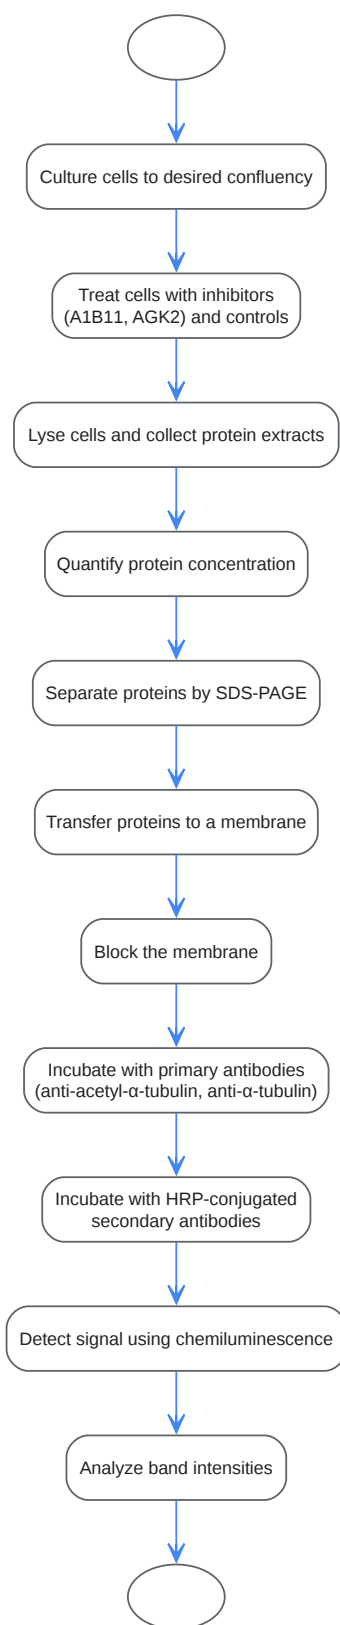 Culture cells to desired confluency
Treat cells with inhibitors
(A1B11, AGK2) and controls
Lyse cells and collect protein extracts
Quantify protein concentration
Separate proteins by SDS-PAGE
Transfer proteins to a membrane
Block the membrane
Incubate with primary antibodies
(anti-acetyl-α-tubulin, anti-α-tubulin)
Incubate with HRP-conjugated
secondary antibodies
Detect signal using chemiluminescence
Analyze band intensities